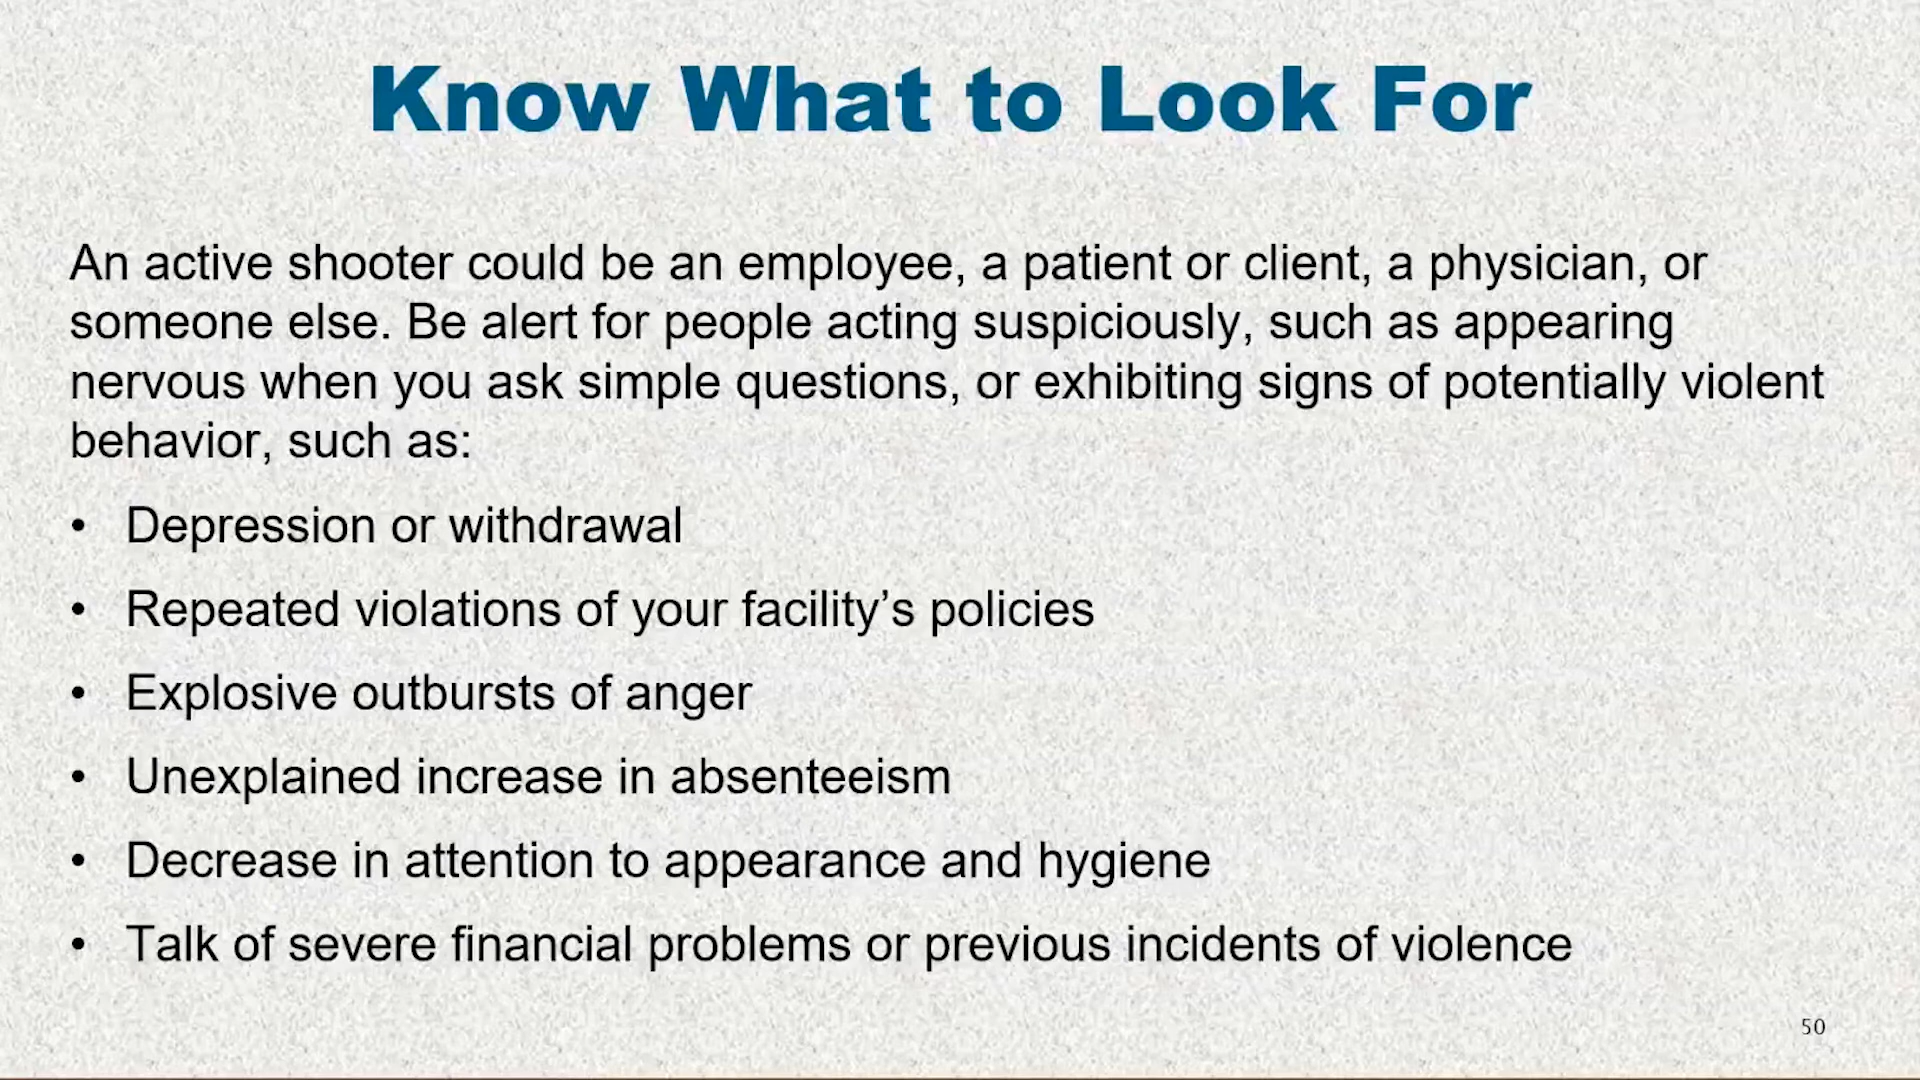 Know What to Look For
An active shooter could be an employee, a patient or client, a physician, or
someone else. Be alert for people acting suspiciously, such as appearing
nervous when you ask simple questions, or exhibiting signs of potentially violent
behavior, such as:
• Depression or withdrawal
• Repeated violations of your facility’s policies
• Explosive outbursts of anger
• Unexplained increase in absenteeism
• Decrease in attention to appearance and hygiene
• Talk of severe financial problems or previous incidents of violence
50